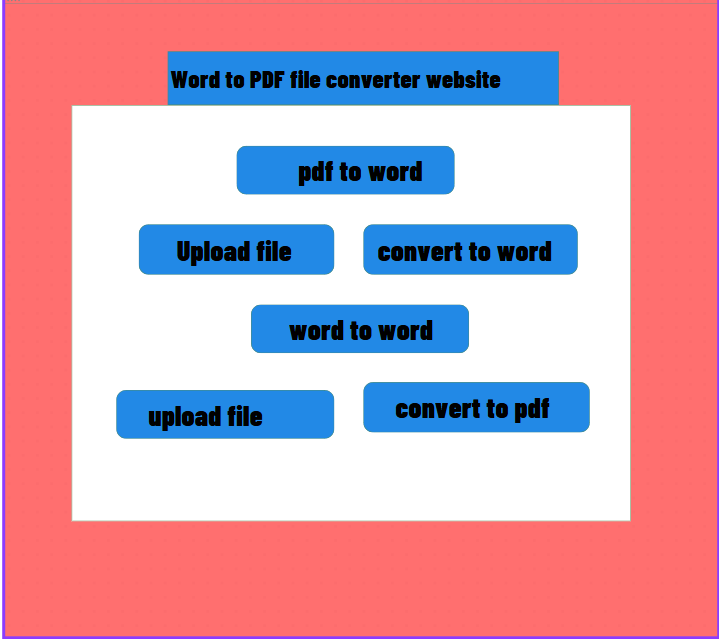 Word to PDF file converter website
pdf to word
Upload file
convert to word
word to word
upload file
convert to pdf